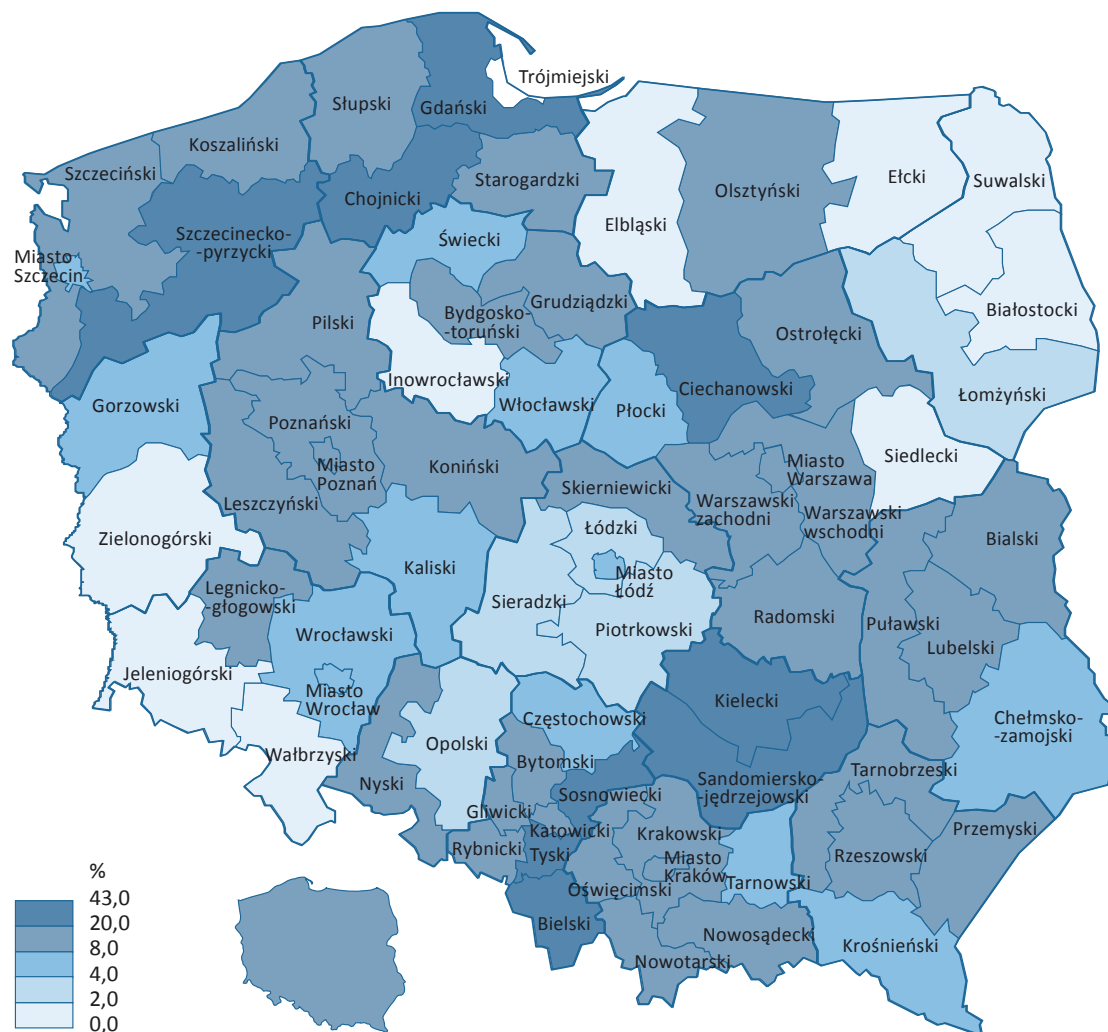 Trójmiejski
Słupski
Gdański
Koszaliński
Szczeciński
Starogardzki
Olsztyński
Ełcki
Suwalski
Chojnicki
Elbląski
Szczecinecko-
-pyrzycki
Świecki
Miasto
Szczecin
Grudziądzki
Bydgosko-
-toruński
Białostocki
Pilski
Ostrołęcki
Inowrocławski
Ciechanowski
Gorzowski
Włocławski
Płocki
Łomżyński
Poznański
Miasto
Poznań
Koniński
Miasto
Warszawa
Siedlecki
Skierniewicki
Leszczyński
Warszawski
zachodni
Warszawski
wschodni
Łódzki
Zielonogórski
Bialski
Kaliski
Miasto
Łódź
Legnicko-
-głogowski
Sieradzki
Radomski
Puławski
Piotrkowski
Wrocławski
Lubelski
Jeleniogórski
Miasto
Wrocław
Kielecki
Chełmsko-
-zamojski
Częstochowski
Opolski
Wałbrzyski
Bytomski
Tarnobrzeski
Nyski
Sosnowiecki
Sandomiersko-
-jędrzejowski
Gliwicki
Katowicki
Krakowski
Przemyski
Rybnicki
Tyski
Miasto
Kraków
Rzeszowski
Oświęcimski
Tarnowski
Bielski
Nowosądecki
Krośnieński
Nowotarski
%
43,0
20,0
8,0
4,0
2,0
0,0